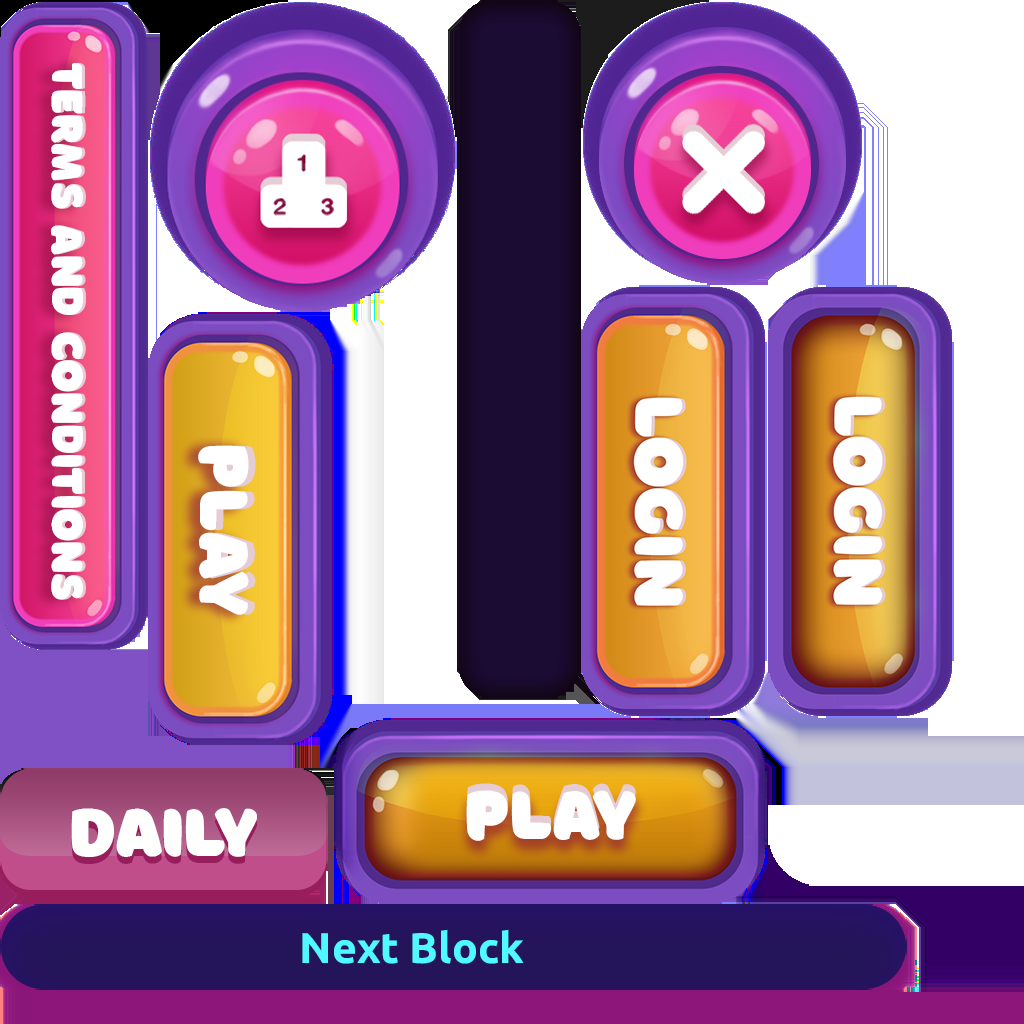 TERMS AND CONDITIONS
1
2 3
PLAY
LOGIN
LOGIN
PLAY
DAILY
Next Block